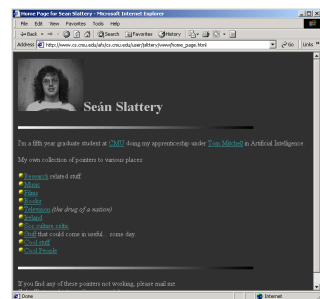 Home Page for Sean Slattery - Microsoft Internet Explorer
File Edit View Favorites Tools Help
Back Search Favorites History
Address http://www.cs.cmu.edu/afs/cs.cmu.edu/user/jslttery/www/home_page.html Go Links
Seán Slattery
I'm a fifth year graduate student at CMU doing my apprenticeship under Tom Mitchell in Artificial Intelligence
My own collection of pointers to various places:
Research related stuff.
Music
Films
Books
Television (the drug of a nation)
Ireland
Soc.culture.celtic
Stuff that could come in useful... some day.
Cool stuff
Cool People
If you find any of these pointers not working, please mail me
Done Internet